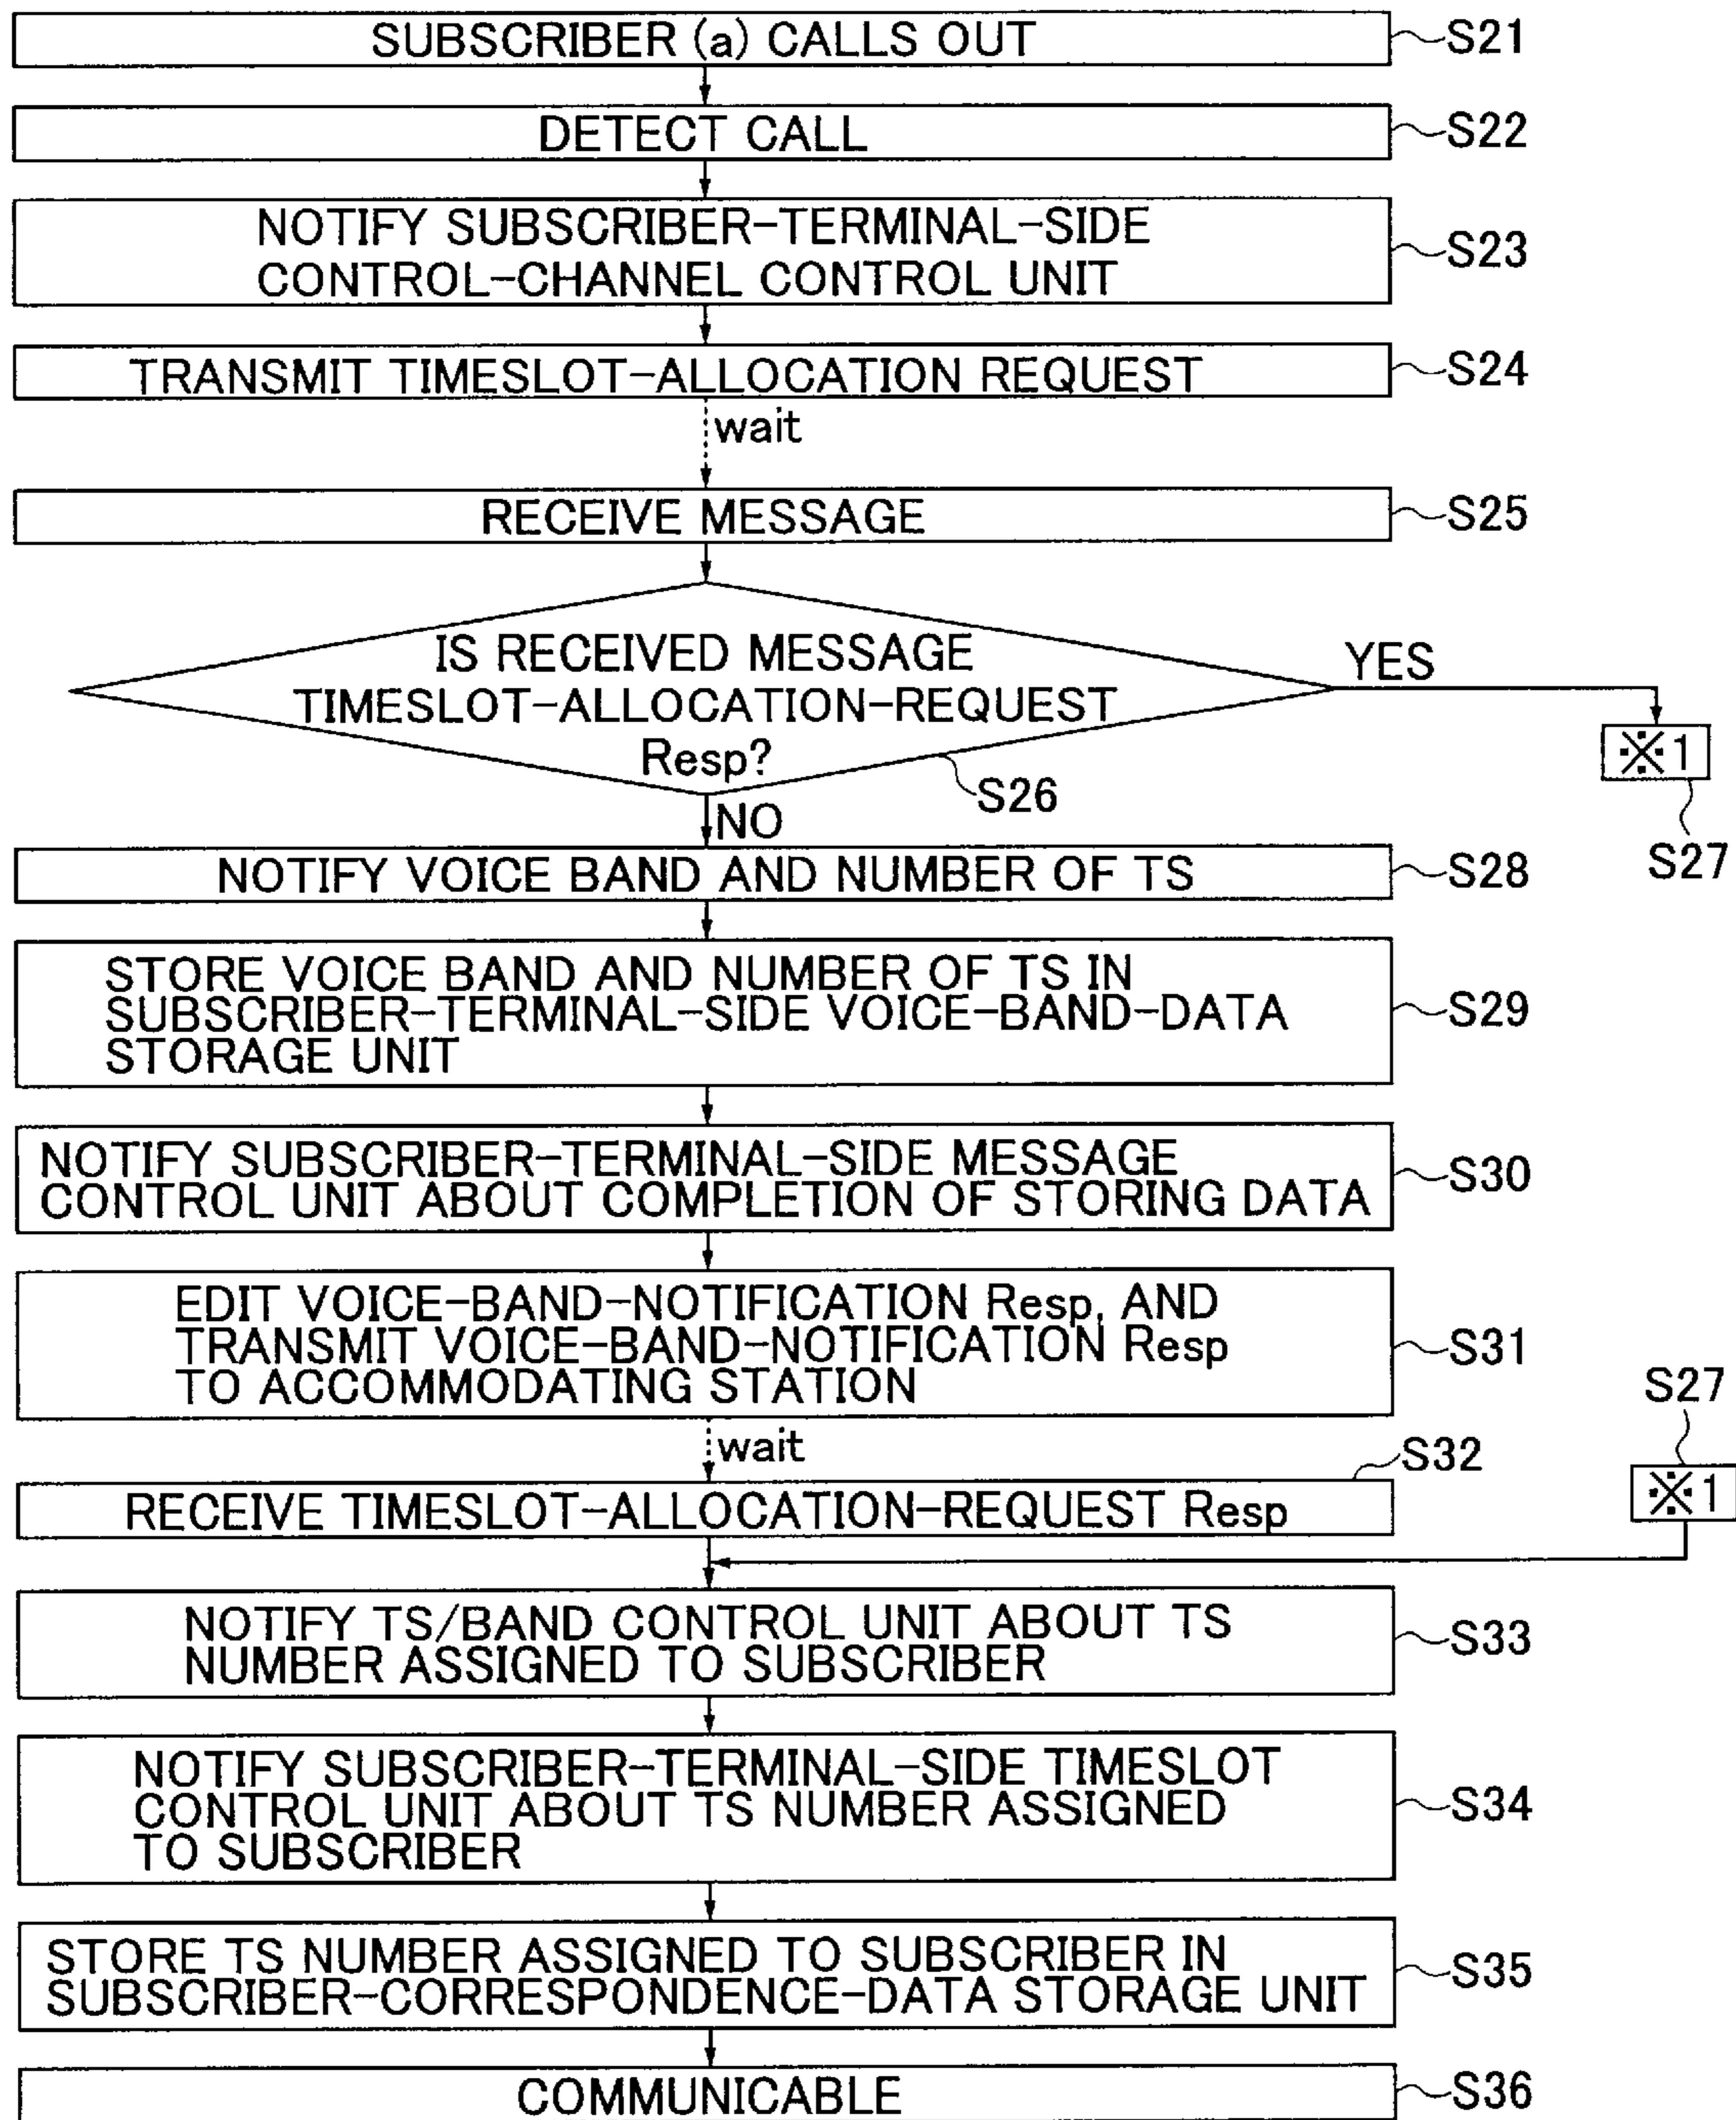 SUBSCRIBER (a) CALLS OUT
S21
DETECT CALL
S22
NOTIFY SUBSCRIBER-TERMINAL-SIDE
CONTROL-CHANNEL CONTROL UNIT
S23
TRANSMIT TIMESLOT-ALLOCATION REQUEST
S24
wait
RECEIVE MESSAGE
S25
IS RECEIVED MESSAGE
TIMESLOT-ALLOCATION-REQUEST
Resp?
S26
YES
※1
S27
NO
NOTIFY VOICE BAND AND NUMBER OF TS
S28
STORE VOICE BAND AND NUMBER OF TS IN
SUBSCRIBER-TERMINAL-SIDE VOICE-BAND-DATA
STORAGE UNIT
S29
NOTIFY SUBSCRIBER-TERMINAL-SIDE MESSAGE
CONTROL UNIT ABOUT COMPLETION OF STORING DATA
S30
EDIT VOICE-BAND-NOTIFICATION Resp, AND
TRANSMIT VOICE-BAND-NOTIFICATION Resp
TO ACCOMMODATING STATION
S31
wait
RECEIVE TIMESLOT-ALLOCATION-REQUEST Resp
S32
S27
※1
NOTIFY TS/BAND CONTROL UNIT ABOUT TS
NUMBER ASSIGNED TO SUBSCRIBER
S33
NOTIFY SUBSCRIBER-TERMINAL-SIDE TIMESLOT
CONTROL UNIT ABOUT TS NUMBER ASSIGNED
TO SUBSCRIBER
S34
STORE TS NUMBER ASSIGNED TO SUBSCRIBER IN
SUBSCRIBER-CORRESPONDENCE-DATA STORAGE UNIT
S35
COMMUNICABLE
S36